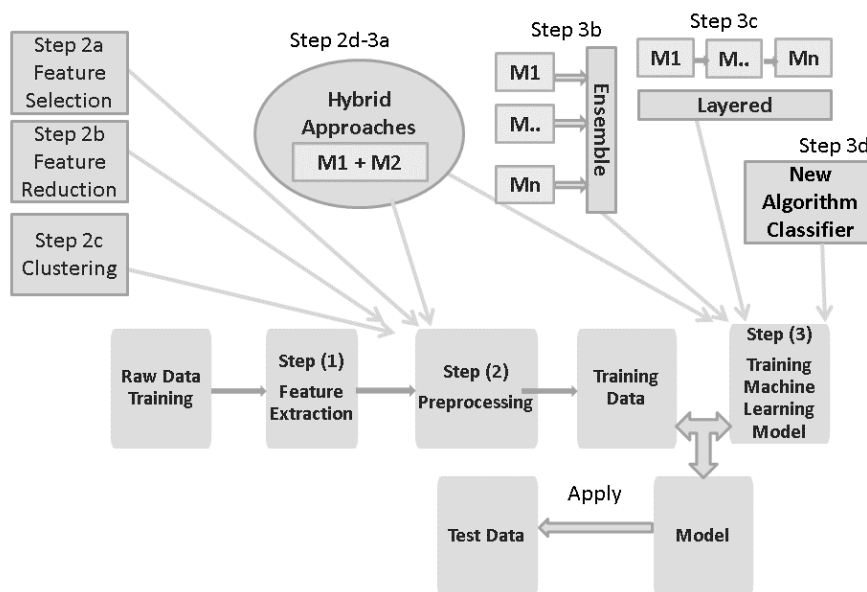 Step 2a
Feature
Selection
Step 2b
Feature
Reduction
Step 2c
Clustering
Step 2d-3a
Hybrid
Approaches
M1 + M2
Step 3b
M1
M..
Mn
Ensemble
Step 3c
M1
M..
Mn
Layered
Step 3d
New
Algorithm
Classifier
Raw Data
Training
Step (1)
Feature
Extraction
Step (2)
Preprocessing
Training
Data
Step (3)
Training
Machine
Learning
Model
Test Data
Apply
Model